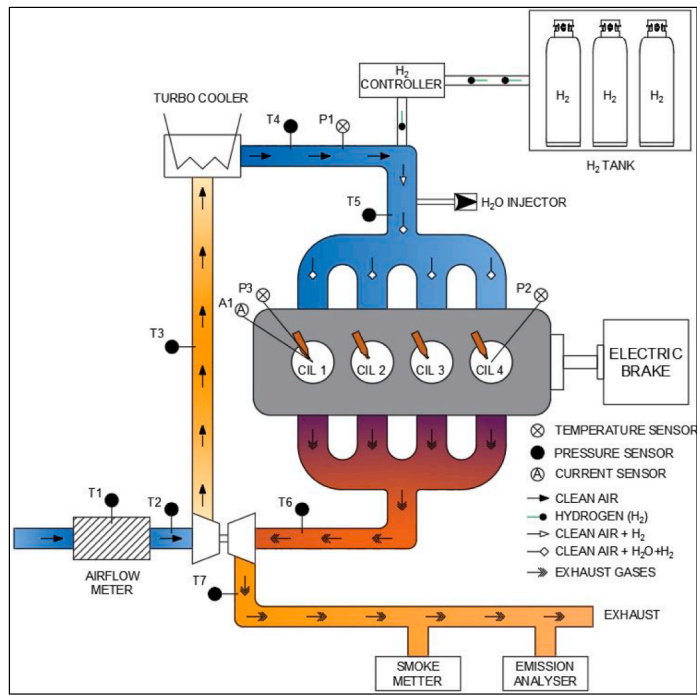 H2 CONTROLLER
H2
H2
H2
H2 TANK
TURBO COOLER
T4
P1
T5
H2O INJECTOR
P3
A1
P2
T3
CIL 1
CIL 2
CIL 3
CIL 4
ELECTRIC
BRAKE
TEMPERATURE SENSOR
PRESSURE SENSOR
A CURRENT SENSOR
CLEAN AIR
HYDROGEN (H2)
CLEAN AIR + H2
CLEAN AIR + H2O+H2
EXHAUST GASES
T1
T2
T6
AIRFLOW
METER
T7
EXHAUST
SMOKE
METTER
EMISSION
ANALYSER